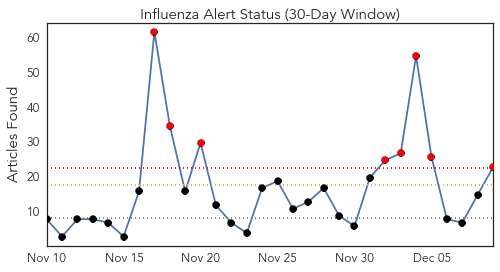 Influenza Alert Status (30-Day Window)
Articles Found
60
50
40
30
20
10
Nov 10 Nov 15 Nov 20 Nov 25 Nov 30 Dec 05